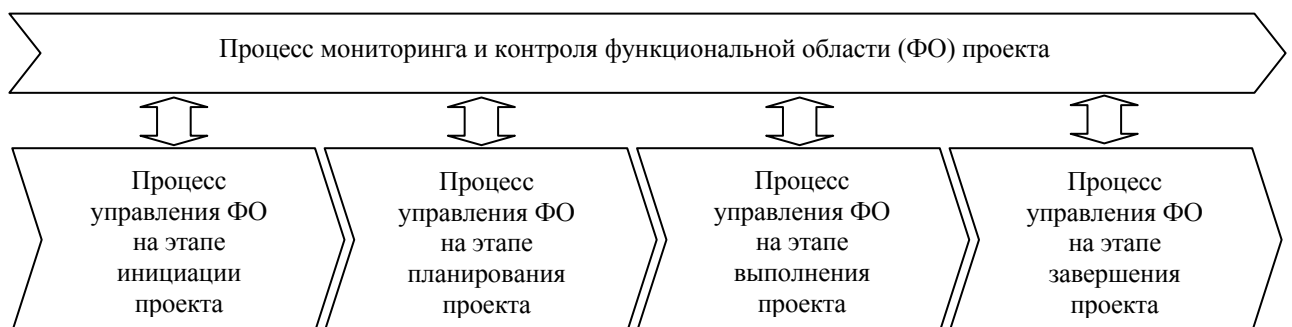 Процесс мониторинга и контроля функциональной области (ФО) проекта
Процесс
управления ФО
на этапе
инициации
проекта
Процесс
управления ФО
на этапе
планирования
проекта
Процесс
управления ФО
на этапе
выполнения
проекта
Процесс
управления ФО
на этапе
завершения
проекта